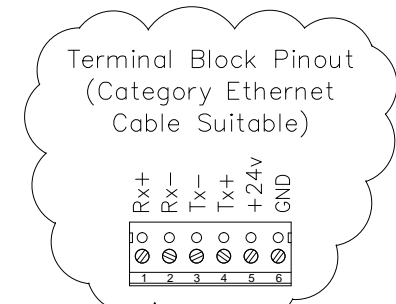 Terminal Block Pinout
(Category Ethernet
Cable Suitable)
Rx+
Rx-
Tx-
Tx+
+24v
GND
1 2 3 4 5 6